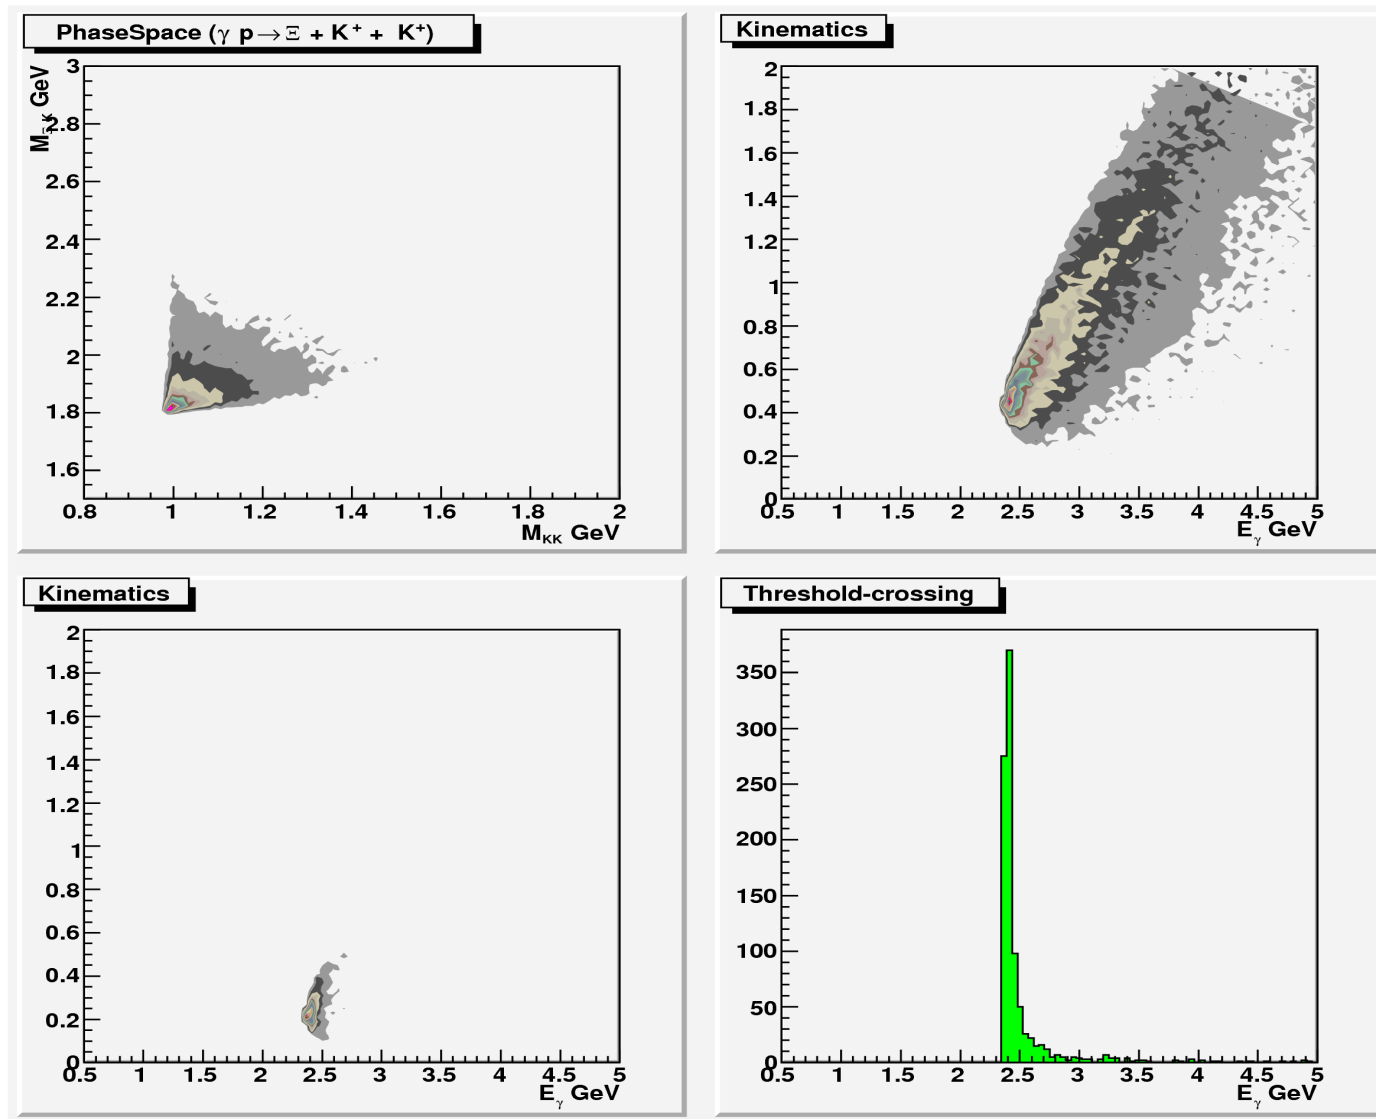 PhaseSpace (γ p→ Ξ + K⁺ + K⁺)
M_ΞK GeV
3
2.8
2.6
2.4
2.2
2
1.8
1.6
0.8 1 1.2 1.4 1.6 1.8 2
M_KK GeV
Kinematics
2
1.8
1.6
1.4
1.2
1
0.8
0.6
0.4
0.2
0
0.5 1 1.5 2 2.5 3 3.5 4 4.5 5
E_γ GeV
Kinematics
2
1.8
1.6
1.4
1.2
1
0.8
0.6
0.4
0.2
0
0.5 1 1.5 2 2.5 3 3.5 4 4.5 5
E_γ GeV
Threshold-crossing
350
300
250
200
150
100
50
0
0.5 1 1.5 2 2.5 3 3.5 4 4.5 5
E_γ GeV